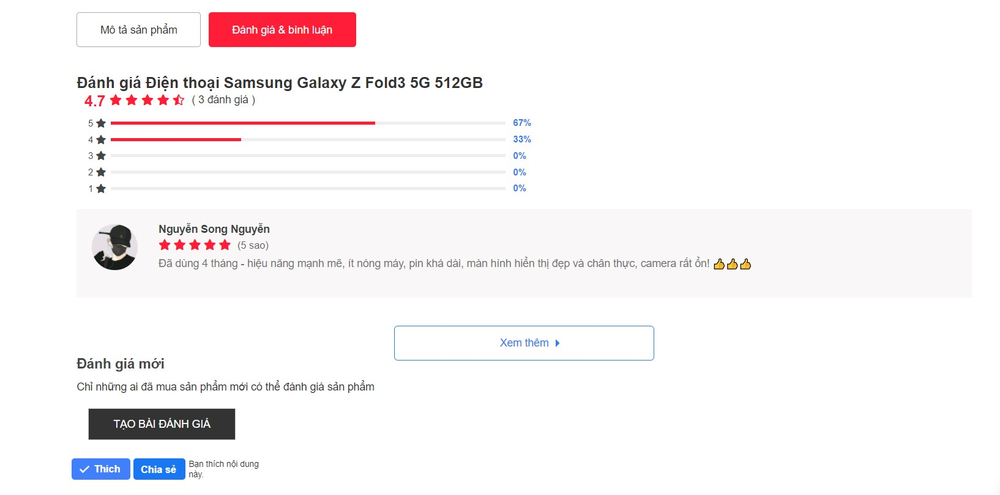 Mô tả sản phẩm
Đánh giá & bình luận
Đánh giá Điện thoại Samsung Galaxy Z Fold3 5G 512GB
4.7 ( 3 đánh giá )
5 67%
4 33%
3 0%
2 0%
1 0%
Nguyễn Song Nguyễn
(5 sao)
Đã dùng 4 tháng - hiệu năng mạnh mẽ, ít nóng máy, pin khá dài, màn hình hiển thị đẹp và chân thực, camera rất ổn! 👍👍👍
Xem thêm
Đánh giá mới
Chỉ những ai đã mua sản phẩm mới có thể đánh giá sản phẩm
TẠO BÀI ĐÁNH GIÁ
Thích
Chia sẻ
Bạn thích nội dung
này.